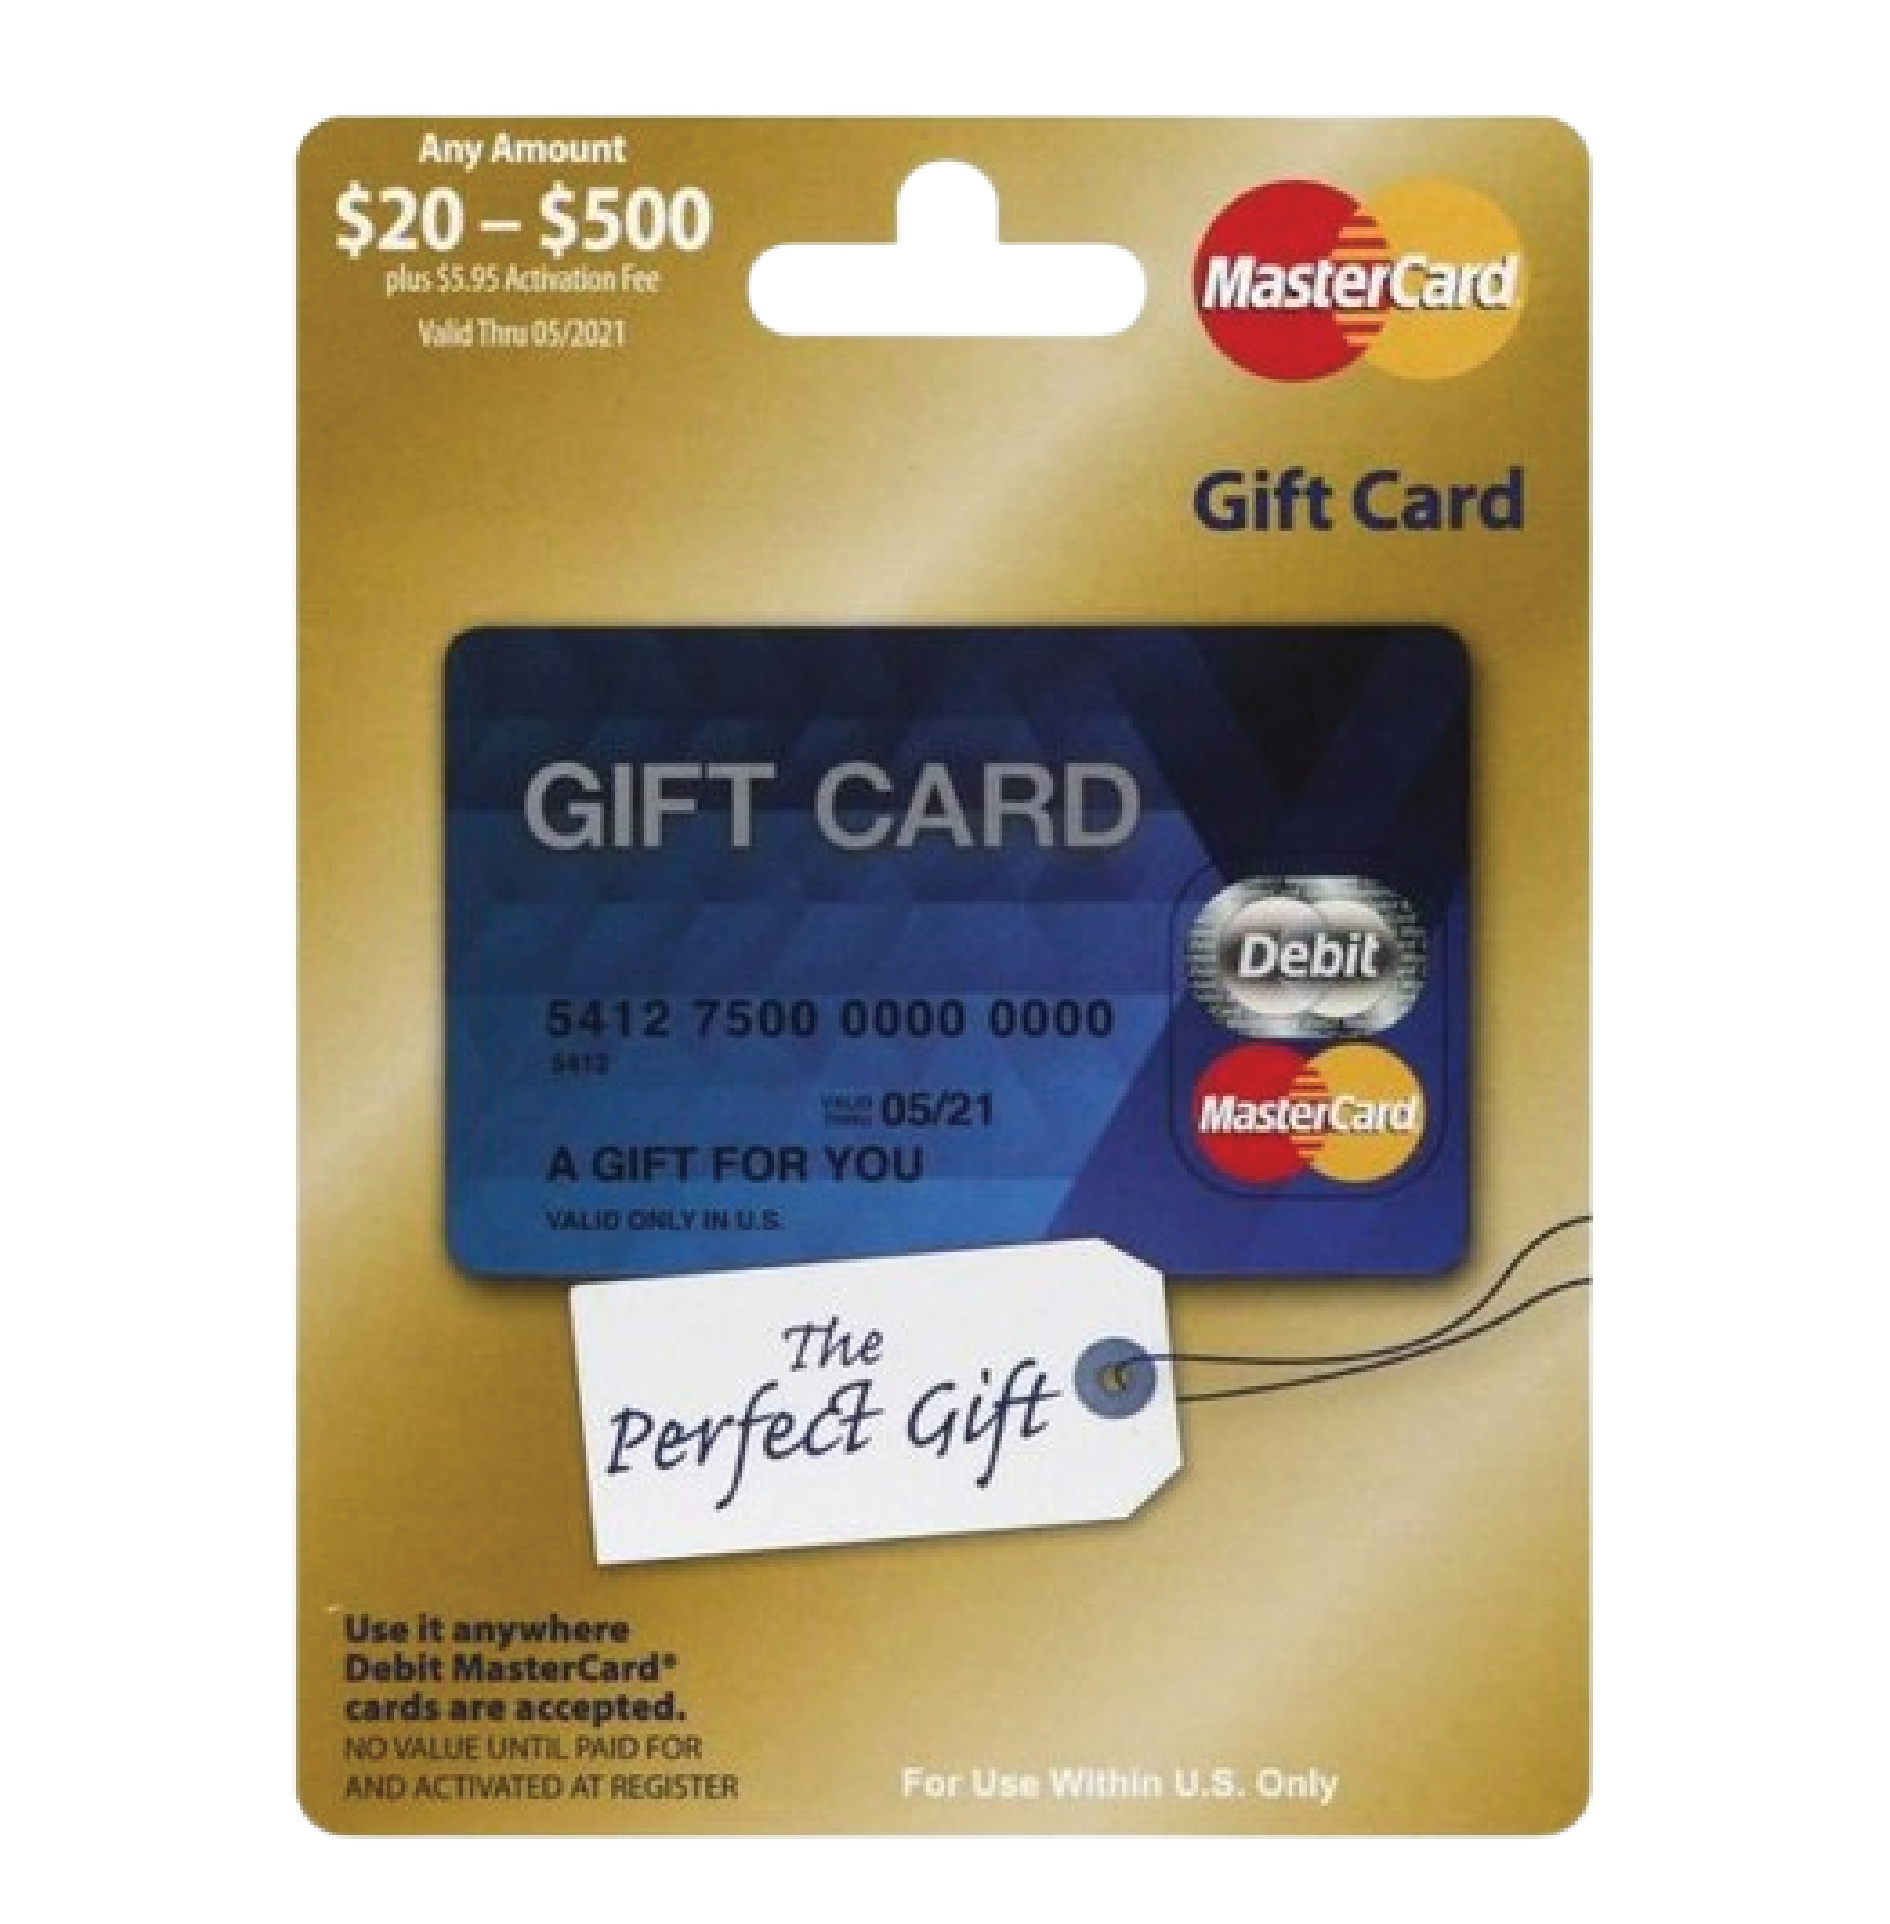 Any Amount
$20 – $500
plus $5.95 Activation Fee
Valid Thru 05/2021
MasterCard
Gift Card
GIFT CARD
Debit
5412 7500 0000 0000
5412
VALID
THRU 05/21
MasterCard
A GIFT FOR YOU
VALID ONLY IN U.S.
The
Perfect Gift
Use it anywhere
Debit MasterCard®
cards are accepted.
NO VALUE UNTIL PAID FOR
AND ACTIVATED AT REGISTER
For Use Within U.S. Only